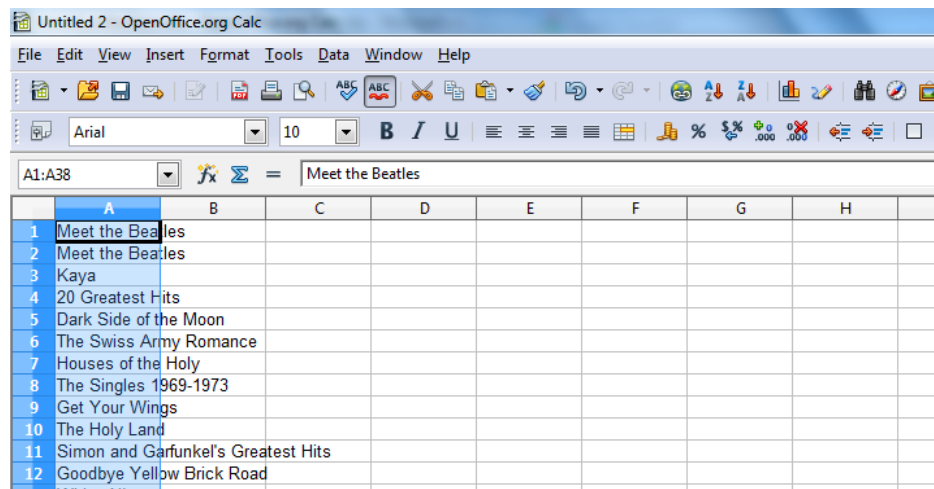 Untitled 2 - OpenOffice.org Calc
File Edit View Insert Format Tools Data Window Help
Arial 10 B I U
A1:A38 fx Σ = Meet the Beatles
A B C D E F G H
1 Meet the Beatles
2 Meet the Beatles
3 Kaya
4 20 Greatest Hits
5 Dark Side of the Moon
6 The Swiss Army Romance
7 Houses of the Holy
8 The Singles 1969-1973
9 Get Your Wings
10 The Holy Land
11 Simon and Garfunkel's Greatest Hits
12 Goodbye Yellow Brick Road